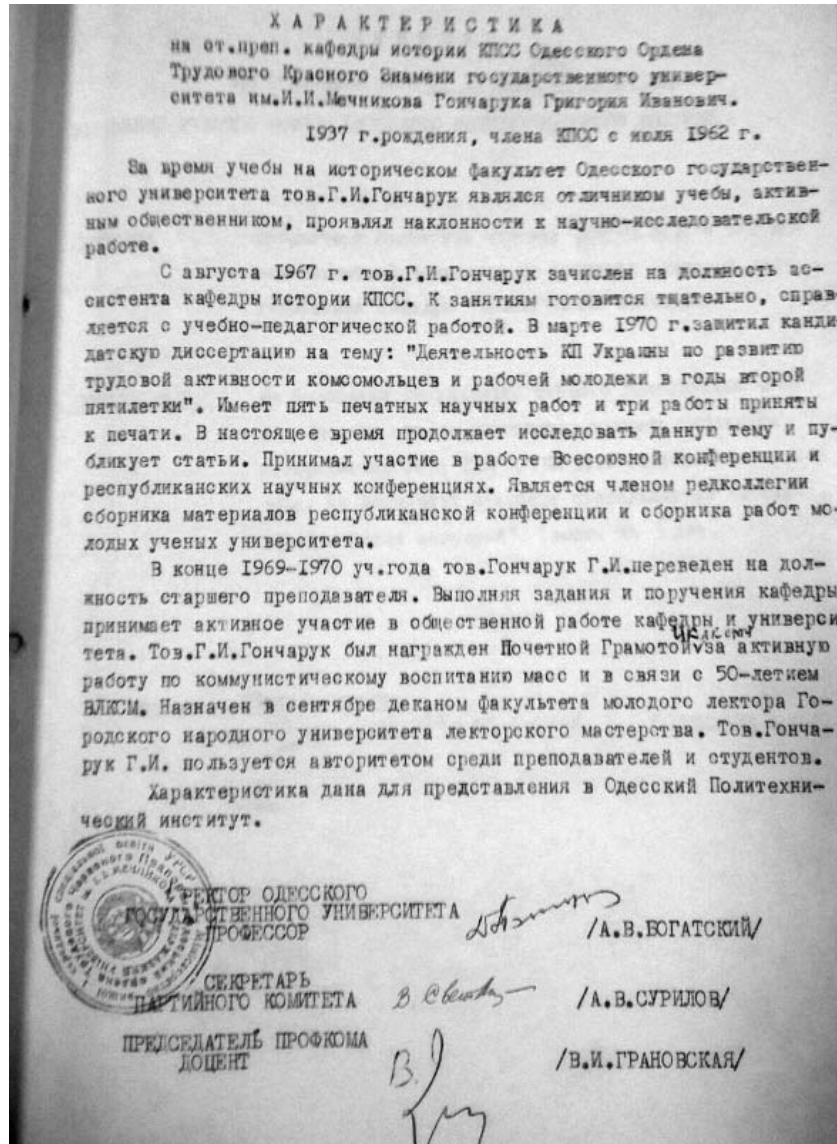 ХАРАКТЕРИСТИКА
на ст.преп. кафедры истории КПСС Одесского Ордена
Трудового Красного Знамени государственного универ-
ситета им.И.И.Мечникова Гончарука Григория Иванович.
1937 г.рождения, члена КПСС с июля 1962 г.
За время учебы на историческом факультет Одесского государствен-
ного университета тов.Г.И.Гончарук являлся отличником учебы, актив-
ным общественником, проявлял наклонности к научно-исследовательской
работе.
С августа 1967 г. тов.Г.И.Гончарук зачислен на должность ас-
систента кафедры истории КПСС. К занятиям готовится тщательно, справ-
ляется с учебно-педагогической работой. В марте 1970 г.защитил канди-
датскую диссертацию на тему: "Деятельность КП Украины по развитию
трудовой активности комсомольцев и рабочей молодежи в годы второй
пятилетки". Имеет пять печатных научных работ и три работы приняты
к печати. В настоящее время продолжает исследовать данную тему и пу-
бликует статьи. Принимал участие в работе Всесоюзной конференции и
республиканских научных конференциях. Является членом редколлегии
сборника материалов республиканской конференции и сборника работ мо-
лодых ученых университета.
В конце 1969-1970 уч.года тов.Гончарук Г.И.переведен на дол-
жность старшего преподавателя. Выполняя задания и поручения кафедры
принимает активное участие в общественной работе кафедры и универси
тета. Тов.Г.И.Гончарук был награжден Почетной Грамотой за активную
работу по коммунистическому воспитанию масс и в связи с 50-летием
ВЛКСМ. Назначен в сентябре деканом факультета молодого лектора Го-
родского народного университета лекторского мастерства. Тов.Гонча-
рук Г.И. пользуется авторитетом среди преподавателей и студентов.
Характеристика дана для представления в Одесский Политехни-
ческий институт.
РЕКТОР ОДЕССКОГО
ГОСУДАРСТВЕННОГО УНИВЕРСИТЕТА
ПРОФЕССОР /А.В.БОГАТСКИЙ/
СЕКРЕТАРЬ
ПАРТИЙНОГО КОМИТЕТА /А.В.СУРИЛОВ/
ПРЕДСЕДАТЕЛЬ ПРОФКОМА
ДОЦЕНТ /В.И.ГРАНОВСКАЯ/